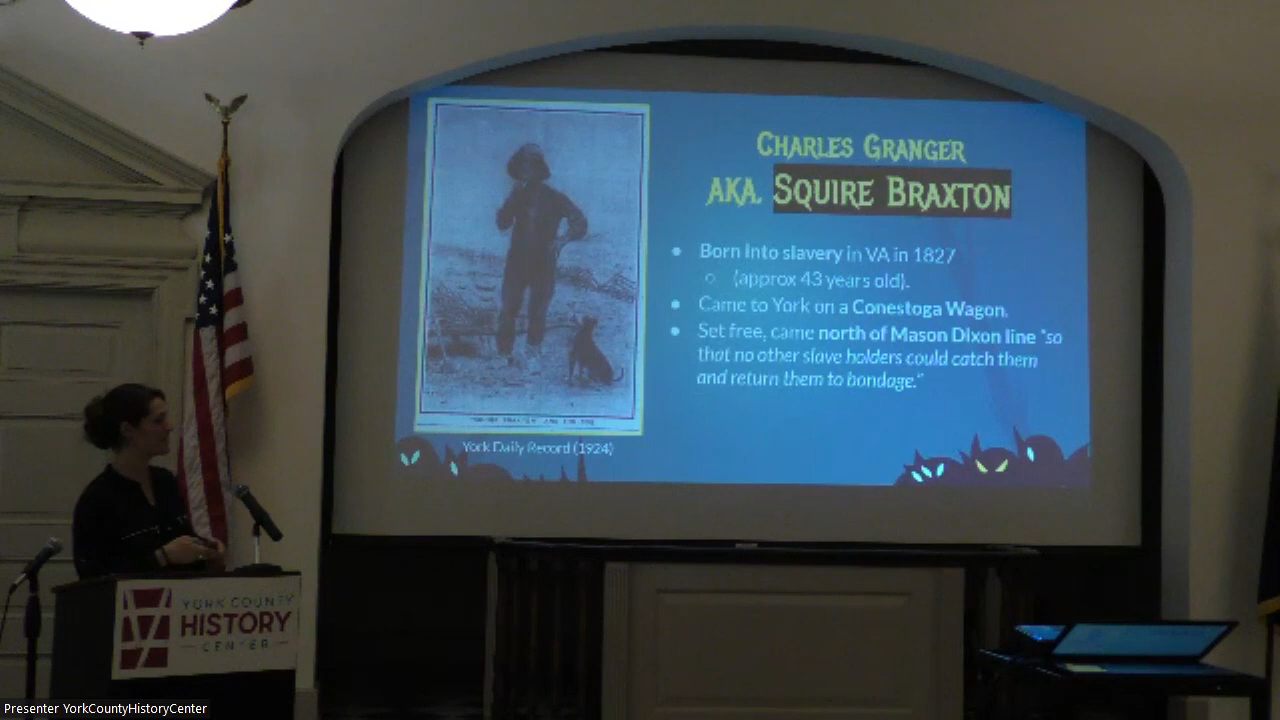 CHARLES GRANGER
AKA. SQUIRE BRAXTON
• Born into slavery in VA in 1827
○ (approx 43 years old).
• Came to York on a Conestoga Wagon.
• Set free, came north of Mason Dixon line "so
that no other slave holders could catch them
and return them to bondage."
York Daily Record (1924)
YORK COUNTY
HISTORY
CENTER
Presenter YorkCountyHistoryCenter